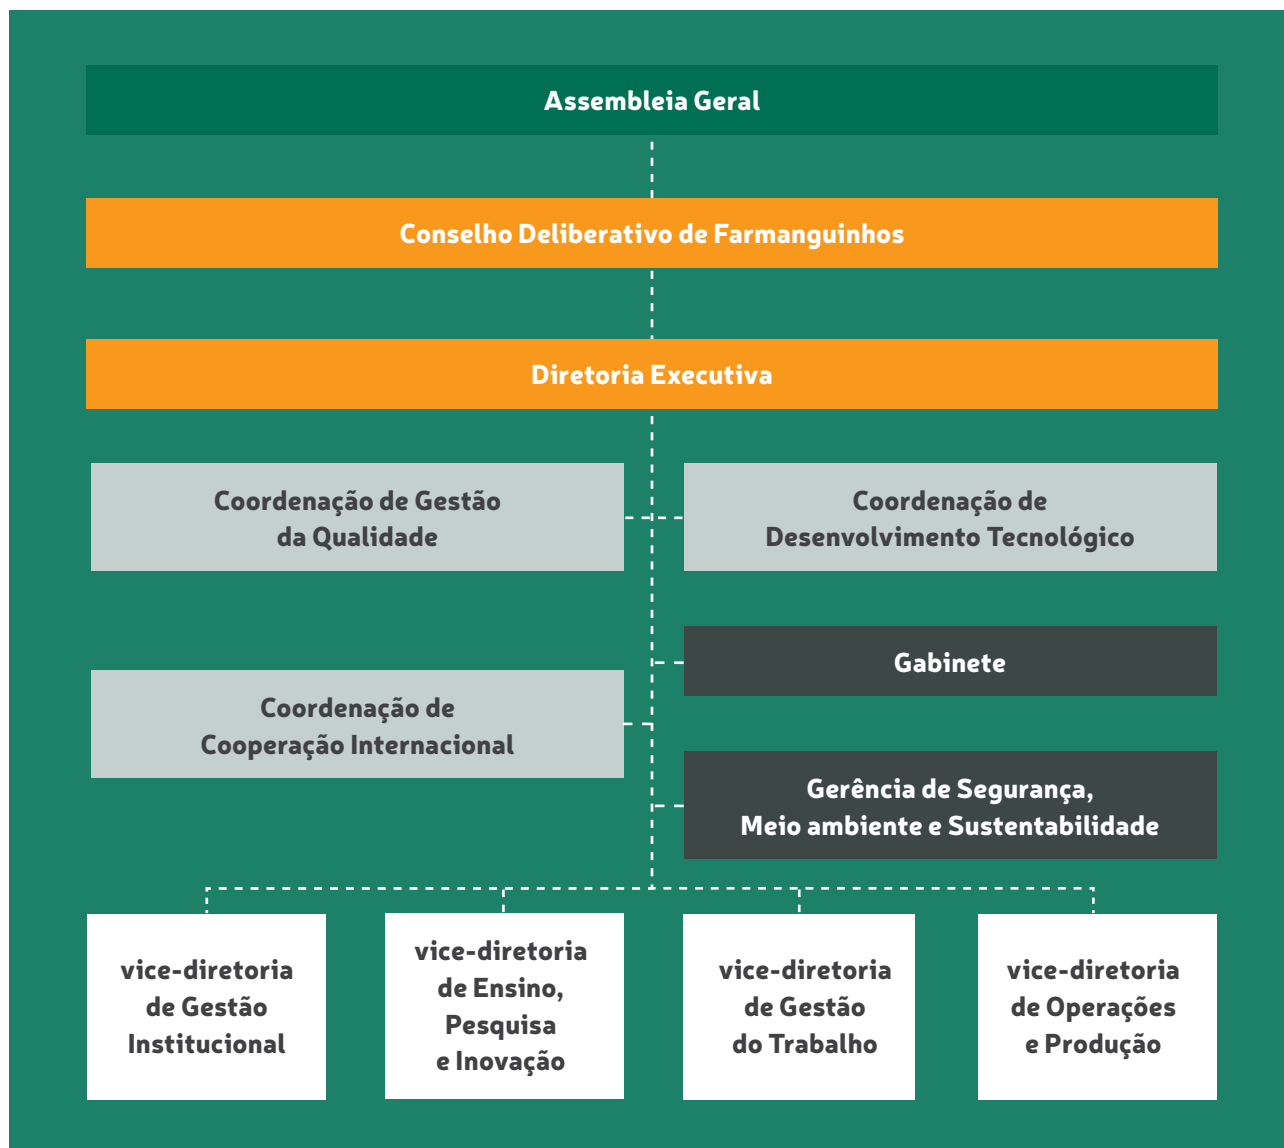 Assembleia Geral
Conselho Deliberativo de Farmanguinhos
Diretoria Executiva
Coordenação de Gestão
da Qualidade
Coordenação de
Desenvolvimento Tecnológico
Gabinete
Coordenação de
Cooperação Internacional
Gerência de Segurança,
Meio ambiente e Sustentabilidade
vice-diretoria
de Gestão
Institucional
vice-diretoria
de Ensino,
Pesquisa
e Inovação
vice-diretoria
de Gestão
do Trabalho
vice-diretoria
de Operações
e Produção